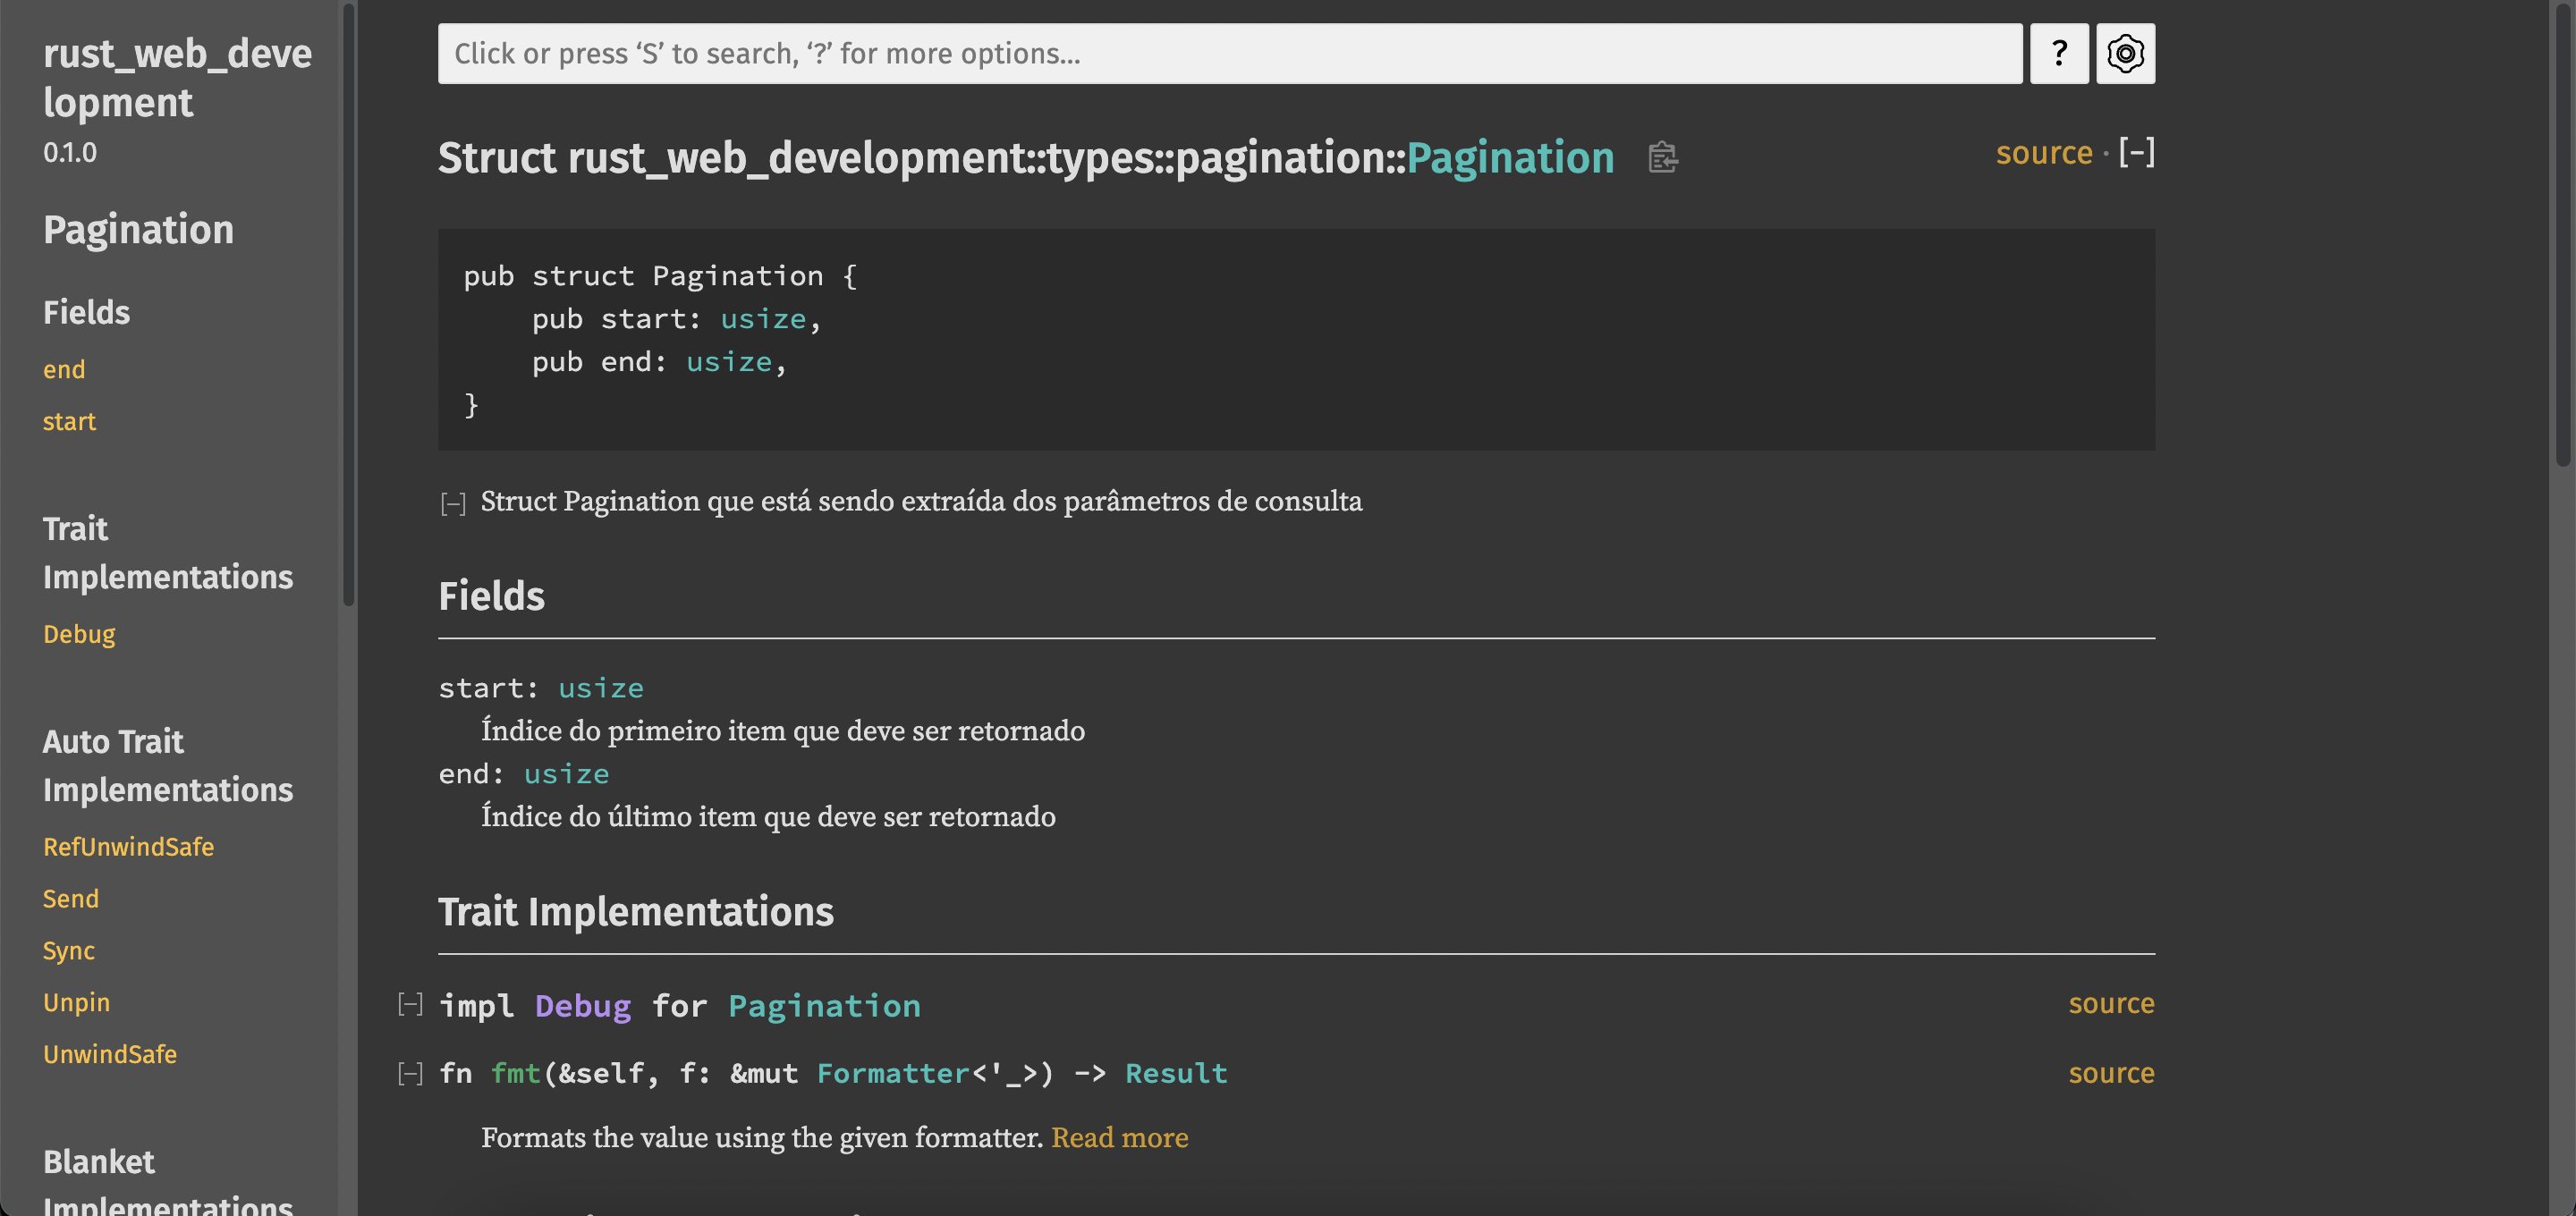 rust_web_deve
lopment
0.1.0
Pagination
Fields
end
start
Trait
Implementations
Debug
Auto Trait
Implementations
RefUnwindSafe
Send
Sync
Unpin
UnwindSafe
Blanket
Implementations
Click or press ‘S’ to search, ‘?’ for more options…
?
Struct rust_web_development::types::pagination::Pagination
source · [−]
pub struct Pagination {
    pub start: usize,
    pub end: usize,
}
[−] Struct Pagination que está sendo extraída dos parâmetros de consulta
Fields
start: usize
Índice do primeiro item que deve ser retornado
end: usize
Índice do último item que deve ser retornado
Trait Implementations
[−] impl Debug for Pagination source
[−] fn fmt(&self, f: &mut Formatter<'_>) -> Result source
Formats the value using the given formatter. Read more